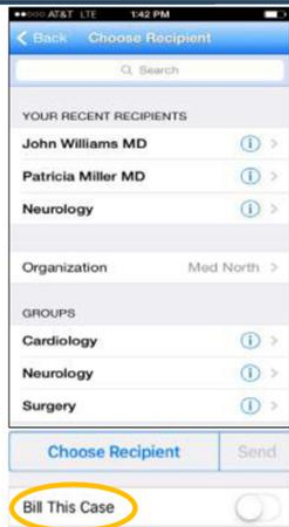 AT&T LTE 1:42 PM
Back Choose Recipient
Search
YOUR RECENT RECIPIENTS
John Williams MD
Patricia Miller MD
Neurology
Organization Med North
GROUPS
Cardiology
Neurology
Surgery
Choose Recipient Send
Bill This Case